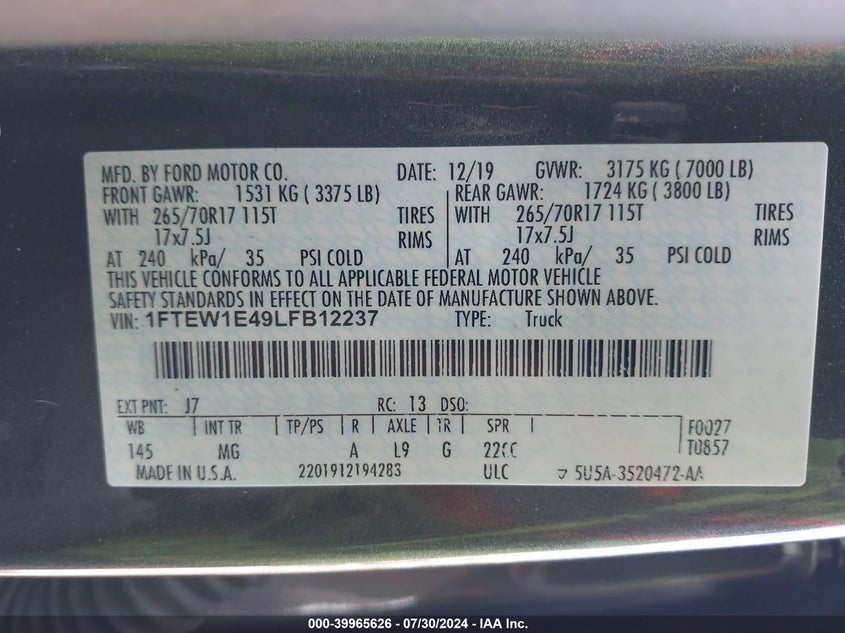 MFD. BY FORD MOTOR CO. DATE: 12/19 GVWR: 3175 KG ( 7000 LB)
FRONT GAWR: 1531 KG ( 3375 LB) REAR GAWR: 1724 KG ( 3800 LB)
WITH 265/70R17 115T TIRES WITH 265/70R17 115T TIRES
17x7.5J RIMS 17x7.5J RIMS
AT 240 kPa/ 35 PSI COLD AT 240 kPa/ 35 PSI COLD
THIS VEHICLE CONFORMS TO ALL APPLICABLE FEDERAL MOTOR VEHICLE
SAFETY STANDARDS IN EFFECT ON THE DATE OF MANUFACTURE SHOWN ABOVE.
VIN: 1FTEW1E49LFB12237 TYPE: Truck
EXT PNT: J7 RC: 13 DSO:
WB INT TR TP/PS R AXLE TR SPR F0027
145 MG A L9 G T0857
MADE IN U.S.A. 2201912194283 ULC 5U5A-3520472-AA
000-39965626 - 07/30/2024 - IAA Inc.